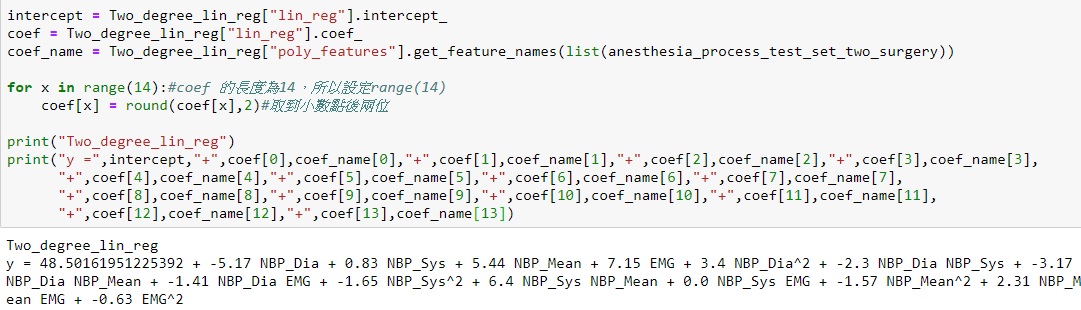 intercept = Two_degree_lin_reg["lin_reg"].intercept_
coef = Two_degree_lin_reg["lin_reg"].coef_
coef_name = Two_degree_lin_reg["poly_features"].get_feature_names(list(anesthesia_process_test_set_two_surgery))
for x in range(14):#coef 的長度為14，所以設定range(14)
    coef[x] = round(coef[x],2)#取到小數點後兩位
print("Two_degree_lin_reg")
print("y =",intercept,"+",coef[0],coef_name[0],"+",coef[1],coef_name[1],"+",coef[2],coef_name[2],"+",coef[3],coef_name[3],
      "+",coef[4],coef_name[4],"+",coef[5],coef_name[5],"+",coef[6],coef_name[6],"+",coef[7],coef_name[7],
      "+",coef[8],coef_name[8],"+",coef[9],coef_name[9],"+",coef[10],coef_name[10],"+",coef[11],coef_name[11],
      "+",coef[12],coef_name[12],"+",coef[13],coef_name[13])
Two_degree_lin_reg
y = 48.50161951225392 + -5.17 NBP_Dia + 0.83 NBP_Sys + 5.44 NBP_Mean + 7.15 EMG + 3.4 NBP_Dia^2 + -2.3 NBP_Dia NBP_Sys + -3.17
NBP_Dia NBP_Mean + -1.41 NBP_Dia EMG + -1.65 NBP_Sys^2 + 6.4 NBP_Sys NBP_Mean + 0.0 NBP_Sys EMG + -1.57 NBP_Mean^2 + 2.31 NBP_M
ean EMG + -0.63 EMG^2